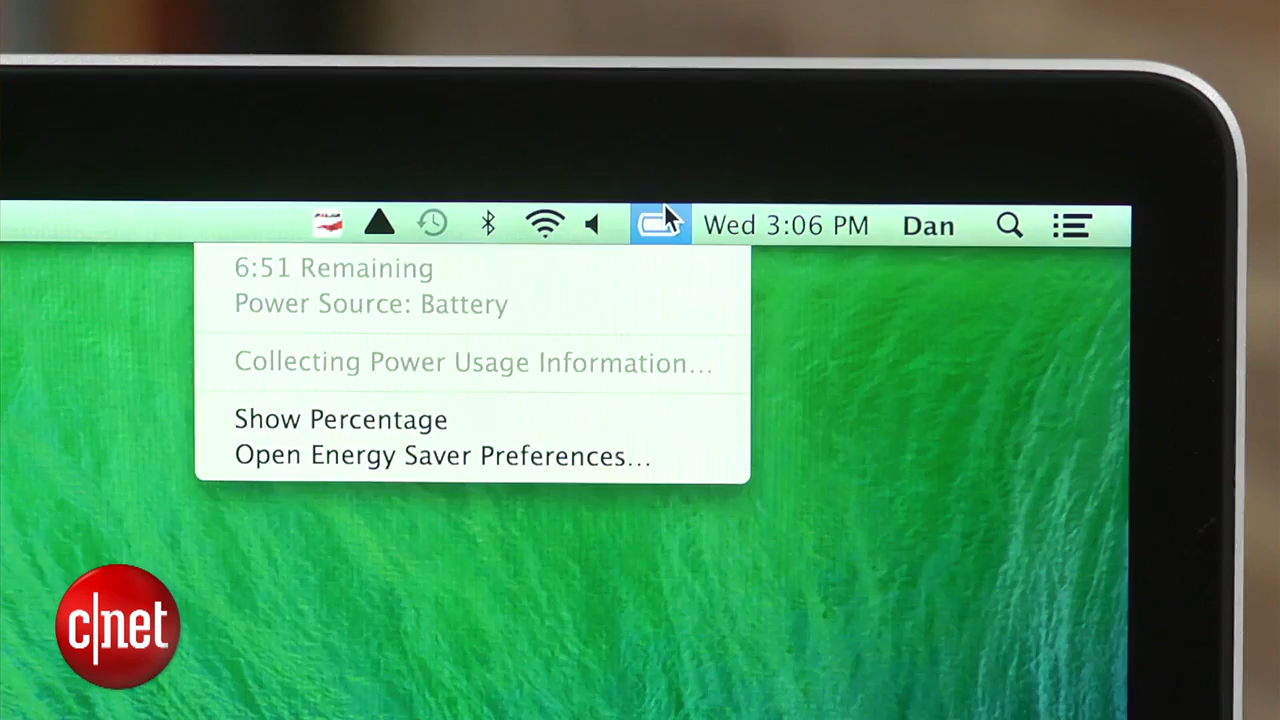 Wed 3:06 PM Dan
6:51 Remaining
Power Source: Battery
Collecting Power Usage Information...
Show Percentage
Open Energy Saver Preferences...
c|net